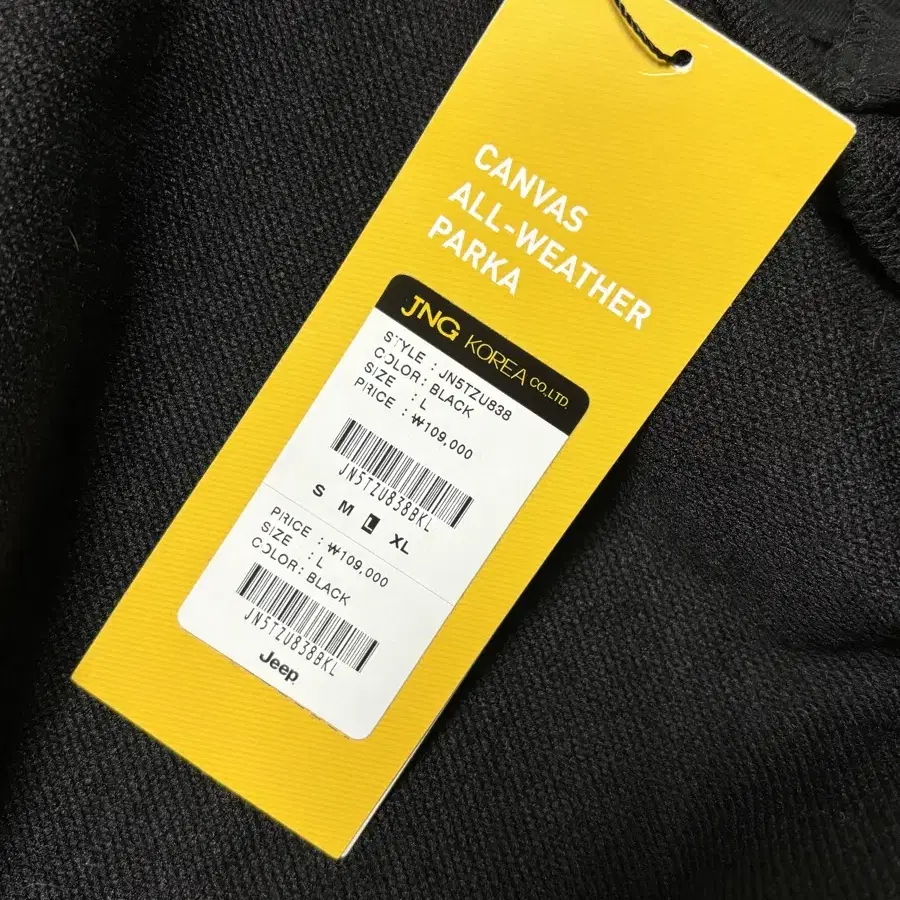 CANVAS
ALL-WEATHER
PARKA
JNG KOREA CO.,LTD.
STYLE : JN5TZU838
COLOR : BLACK
SIZE : L
PRICE : ₩109,000
JN5TZU838BKL
S M L XL
PRICE : ₩109,000
SIZE : L
COLOR : BLACK
JN5TZU838BKL
Jeep